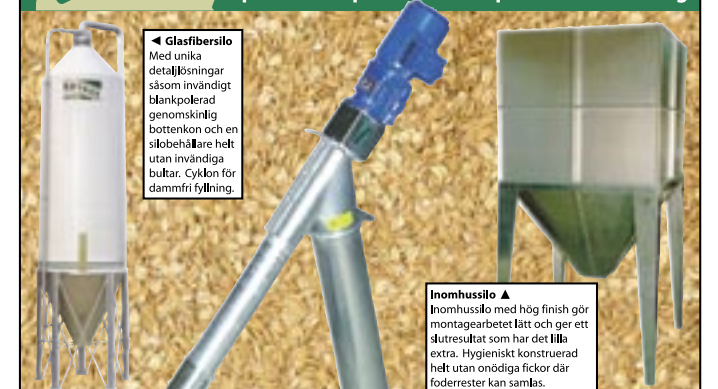 ◄ Glasfibersilo
Med unika
detaljlösningar
såsom invändigt
blankpolerad
genomskinlig
bottenkon och en
silobehållare helt
utan invändiga
bultar. Cyklon för
dammfri fyllning.
Inomhussilo ▲
Inomhussilo med hög finish gör
montagearbetet lätt och ger ett
slutresultat som har det lilla
extra. Hygieniskt konstruerad
helt utan onödiga fickor där
foderrester kan samlas.